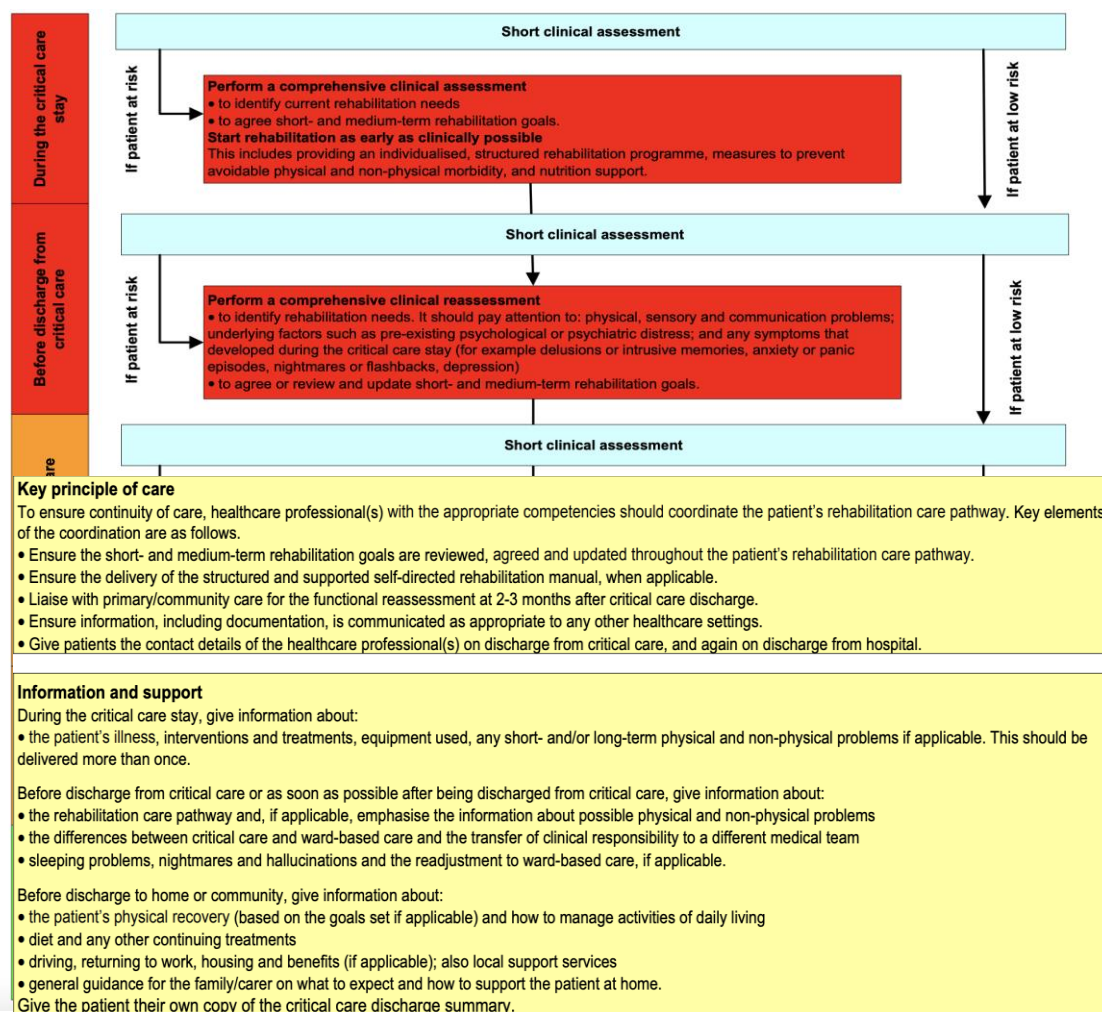 Short clinical assessment
During the critical care
stay
If patient at risk
Perform a comprehensive clinical assessment
• to identify current rehabilitation needs
• to agree short- and medium-term rehabilitation goals.
Start rehabilitation as early as clinically possible
This includes providing an individualised, structured rehabilitation programme, measures to prevent
avoidable physical and non-physical morbidity, and nutrition support.
If patient at low risk
Short clinical assessment
Before discharge from
critical care
If patient at risk
Perform a comprehensive clinical reassessment
• to identify rehabilitation needs. It should pay attention to: physical, sensory and communication problems;
underlying factors such as pre-existing psychological or psychiatric distress; and any symptoms that
developed during the critical care stay (for example delusions or intrusive memories, anxiety or panic
episodes, nightmares or flashbacks, depression)
• to agree or review and update short- and medium-term rehabilitation goals.
If patient at low risk
Short clinical assessment
Key principle of care
To ensure continuity of care, healthcare professional(s) with the appropriate competencies should coordinate the patient's rehabilitation care pathway. Key elements
of the coordination are as follows.
• Ensure the short- and medium-term rehabilitation goals are reviewed, agreed and updated throughout the patient's rehabilitation care pathway.
• Ensure the delivery of the structured and supported self-directed rehabilitation manual, when applicable.
• Liaise with primary/community care for the functional reassessment at 2-3 months after critical care discharge.
• Ensure information, including documentation, is communicated as appropriate to any other healthcare settings.
• Give patients the contact details of the healthcare professional(s) on discharge from critical care, and again on discharge from hospital.
Information and support
During the critical care stay, give information about:
• the patient's illness, interventions and treatments, equipment used, any short- and/or long-term physical and non-physical problems if applicable. This should be
delivered more than once.
Before discharge from critical care or as soon as possible after being discharged from critical care, give information about:
• the rehabilitation care pathway and, if applicable, emphasise the information about possible physical and non-physical problems
• the differences between critical care and ward-based care and the transfer of clinical responsibility to a different medical team
• sleeping problems, nightmares and hallucinations and the readjustment to ward-based care, if applicable.
Before discharge to home or community, give information about:
• the patient's physical recovery (based on the goals set if applicable) and how to manage activities of daily living
• diet and any other continuing treatments
• driving, returning to work, housing and benefits (if applicable); also local support services
• general guidance for the family/carer on what to expect and how to support the patient at home.
Give the patient their own copy of the critical care discharge summary.